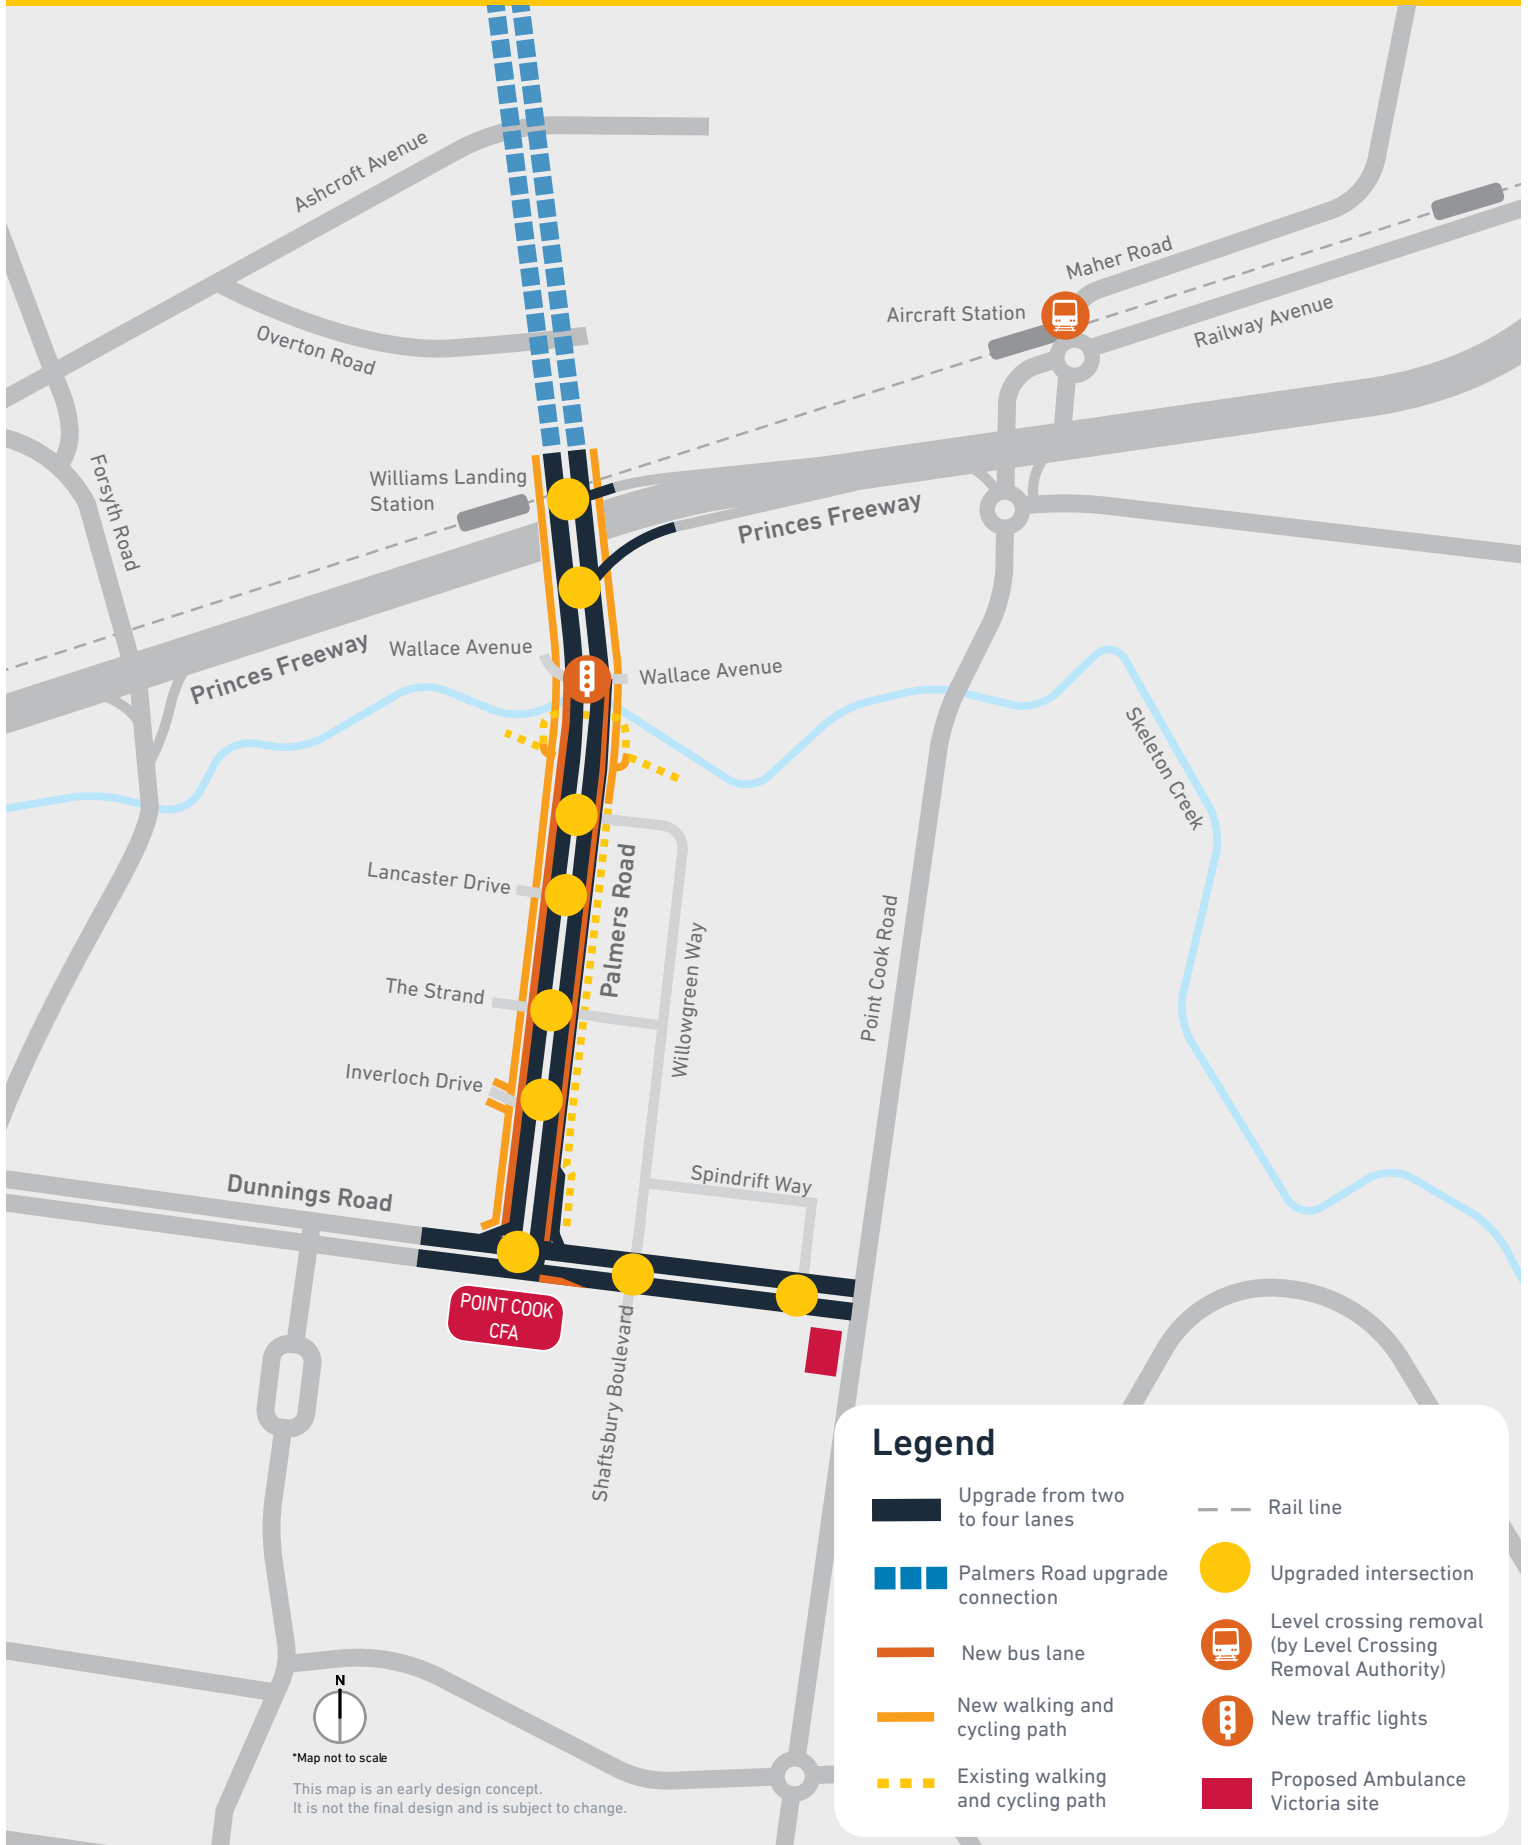 Ashcroft Avenue
Overton Road
Maher Road
Aircraft Station
Railway Avenue
Forsyth Road
Williams Landing
Station
Princes Freeway
Princes Freeway
Wallace Avenue
Wallace Avenue
Skeleton Creek
Lancaster Drive
Palmers Road
The Strand
Willowgreen Way
Point Cook Road
Inverloch Drive
Spindrift Way
Dunnings Road
POINT COOK
CFA
Shaftsbury Boulevard
Legend
Upgrade from two
to four lanes
Palmers Road upgrade
connection
New bus lane
New walking and
cycling path
Existing walking
and cycling path
Rail line
Upgraded intersection
Level crossing removal
(by Level Crossing
Removal Authority)
New traffic lights
Proposed Ambulance
Victoria site
N
*Map not to scale
This map is an early design concept.
It is not the final design and is subject to change.